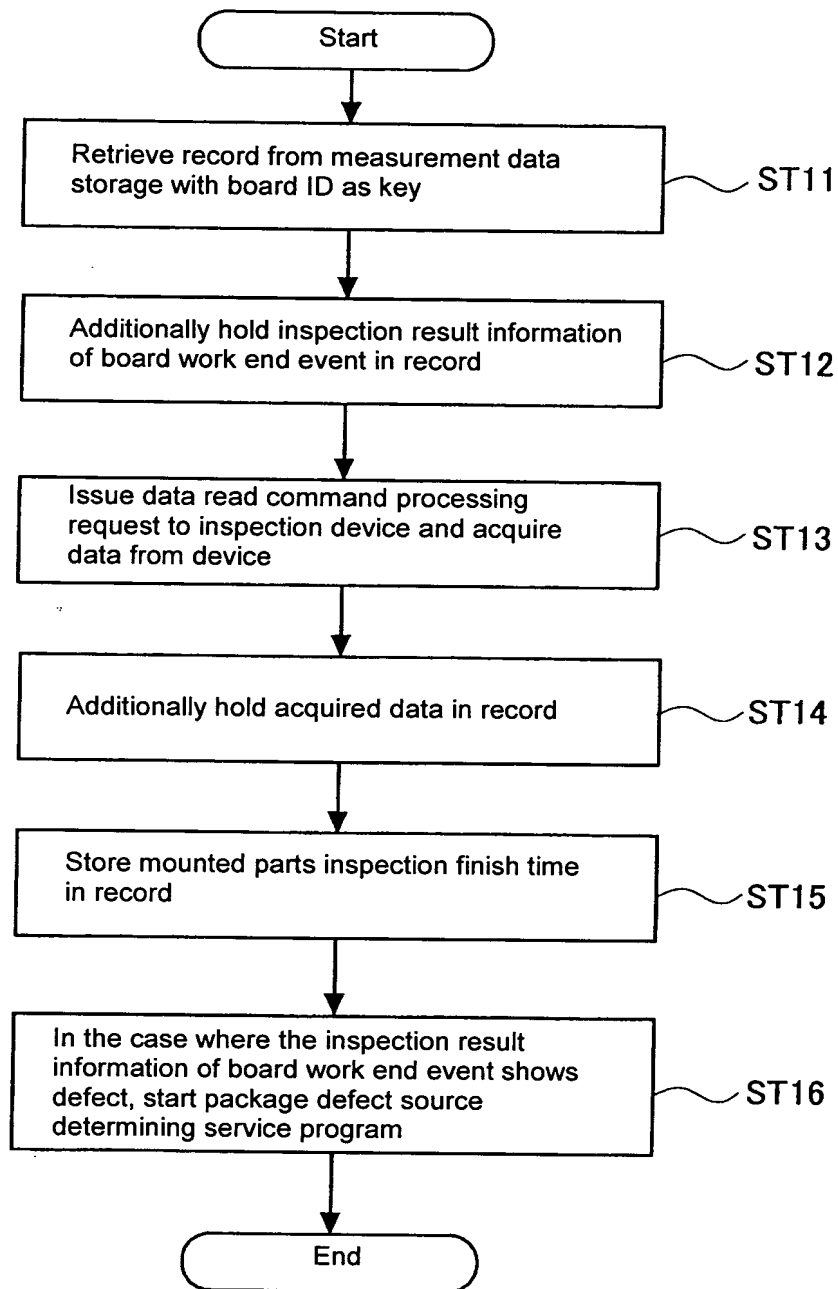 Start
Retrieve record from measurement data
storage with board ID as key
ST11
Additionally hold inspection result information
of board work end event in record
ST12
Issue data read command processing
request to inspection device and acquire
data from device
ST13
Additionally hold acquired data in record
ST14
Store mounted parts inspection finish time
in record
ST15
In the case where the inspection result
information of board work end event shows
defect, start package defect source
determining service program
ST16
End